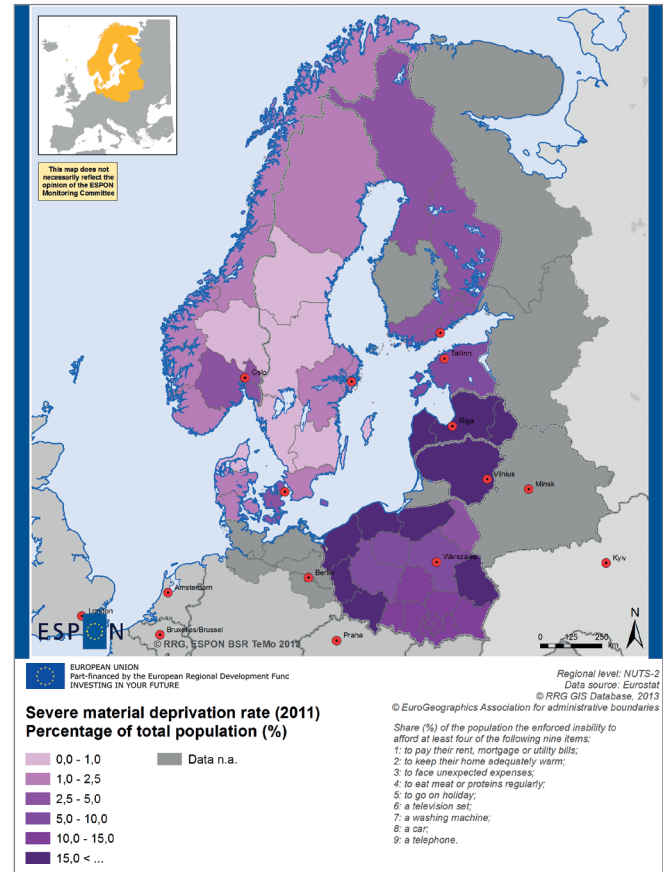 This map does not
necessarily reflect the
opinion of the ESPON
Monitoring Committee
Oslo
Tallinn
Riga
Vilnius
Minsk
Warszawa
Kyiv
Berlin
Amsterdam
London
Bruxelles/Brussel
Praha
ESPON
© RRG, ESPON BSR TeMo 2013
N
0 125 250
km
EUROPEAN UNION
Part-financed by the European Regional Development Func
INVESTING IN YOUR FUTURE
Regional level: NUTS-2
Data source: Eurostat
© RRG GIS Database, 2013
© EuroGeographics Association for administrative boundaries
Severe material deprivation rate (2011)
Percentage of total population (%)
0,0 - 1,0
1,0 - 2,5
2,5 - 5,0
5,0 - 10,0
10,0 - 15,0
15,0 < ...
Data n.a.
Share (%) of the population the enforced inability to
afford at least four of the following nine items:
1: to pay their rent, mortgage or utility bills;
2: to keep their home adequately warm;
3: to face unexpected expenses;
4: to eat meat or proteins regularly;
5: to go on holiday;
6: a television set;
7: a washing machine;
8: a car;
9: a telephone.